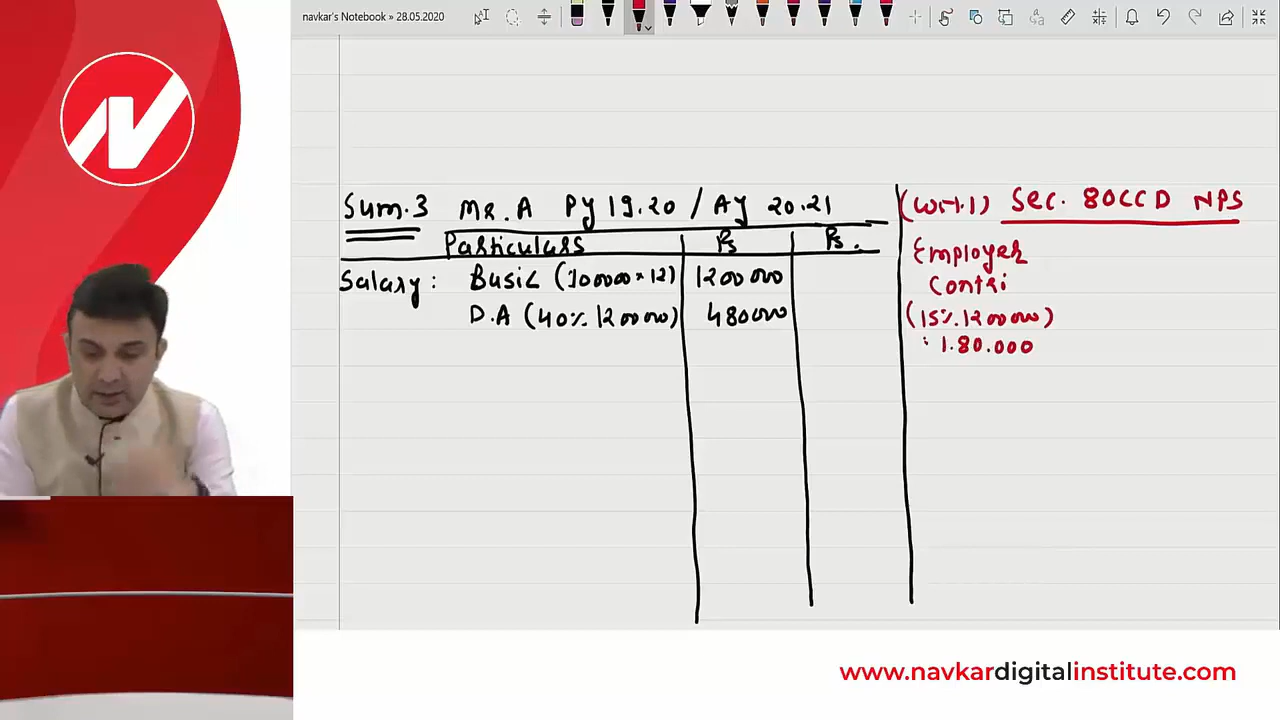 navkar's Notebook » 28.05.2020
Sum.3 Mr. A PY 19.20 / AY 20.21
Particulars Rs Rs.
Salary: Basic (100000×12) 1200000
D.A (40% 1200000) 480000
(WN.1) Sec. 80CCD NPS
Employer
Contri
(15% 1200000)
: 1.80.000
www.navkardigitalinstitute.com